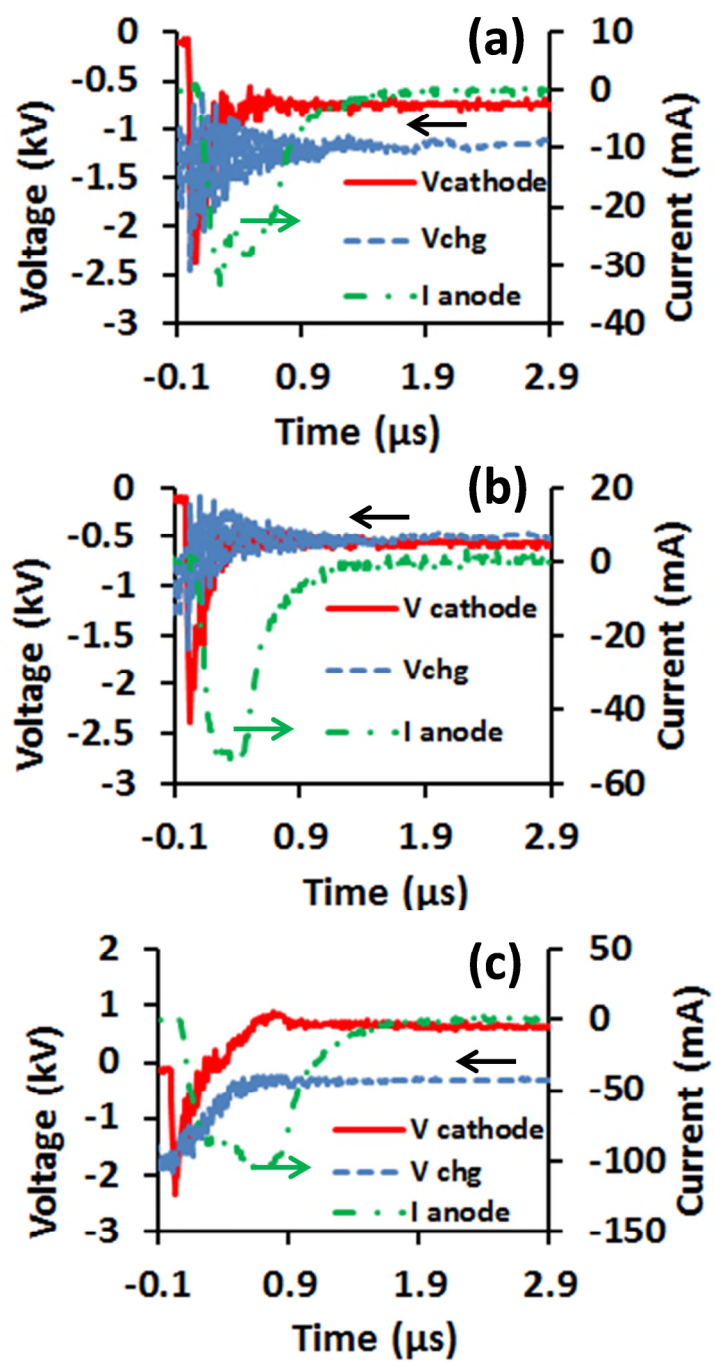 (a)
0
-0.5
-1
-1.5
-2
-2.5
-3
Voltage (kV)
10
0
-10
-20
-30
-40
Current (mA)
Vcathode
Vchg
I anode
-0.1 0.9 1.9 2.9
Time (μs)
(b)
0
-0.5
-1
-1.5
-2
-2.5
-3
Voltage (kV)
20
0
-20
-40
-60
Current (mA)
V cathode
Vchg
I anode
-0.1 0.9 1.9 2.9
Time (μs)
(c)
2
1
0
-1
-2
-3
Voltage (kV)
50
0
-50
-100
-150
Current (mA)
V cathode
V chg
I anode
-0.1 0.9 1.9 2.9
Time (μs)